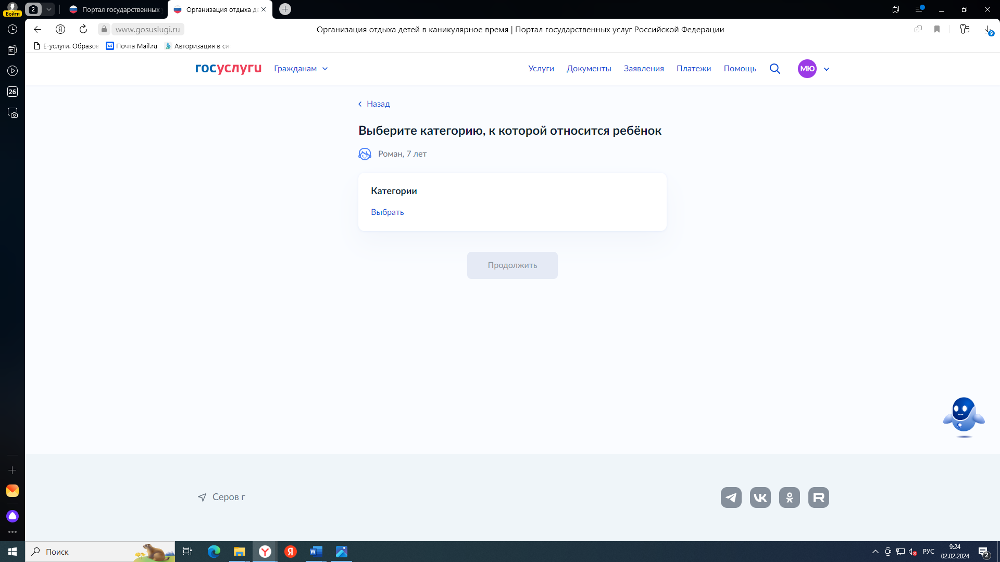 Войти
2
Портал государственных
Организация отдыха де
www.gosuslugi.ru
Организация отдыха детей в каникулярное время | Портал государственных услуг Российской Федерации
9
Е-услуги. Образов
Почта Mail.ru
Авторизация в си
26
госуслуги
Гражданам
Услуги
Документы
Заявления
Платежи
Помощь
МЮ
Назад
Выберите категорию, к которой относится ребёнок
Роман, 7 лет
Категории
Выбрать
Продолжить
Серов г
Поиск
РУС
9:24
02.02.2024
2